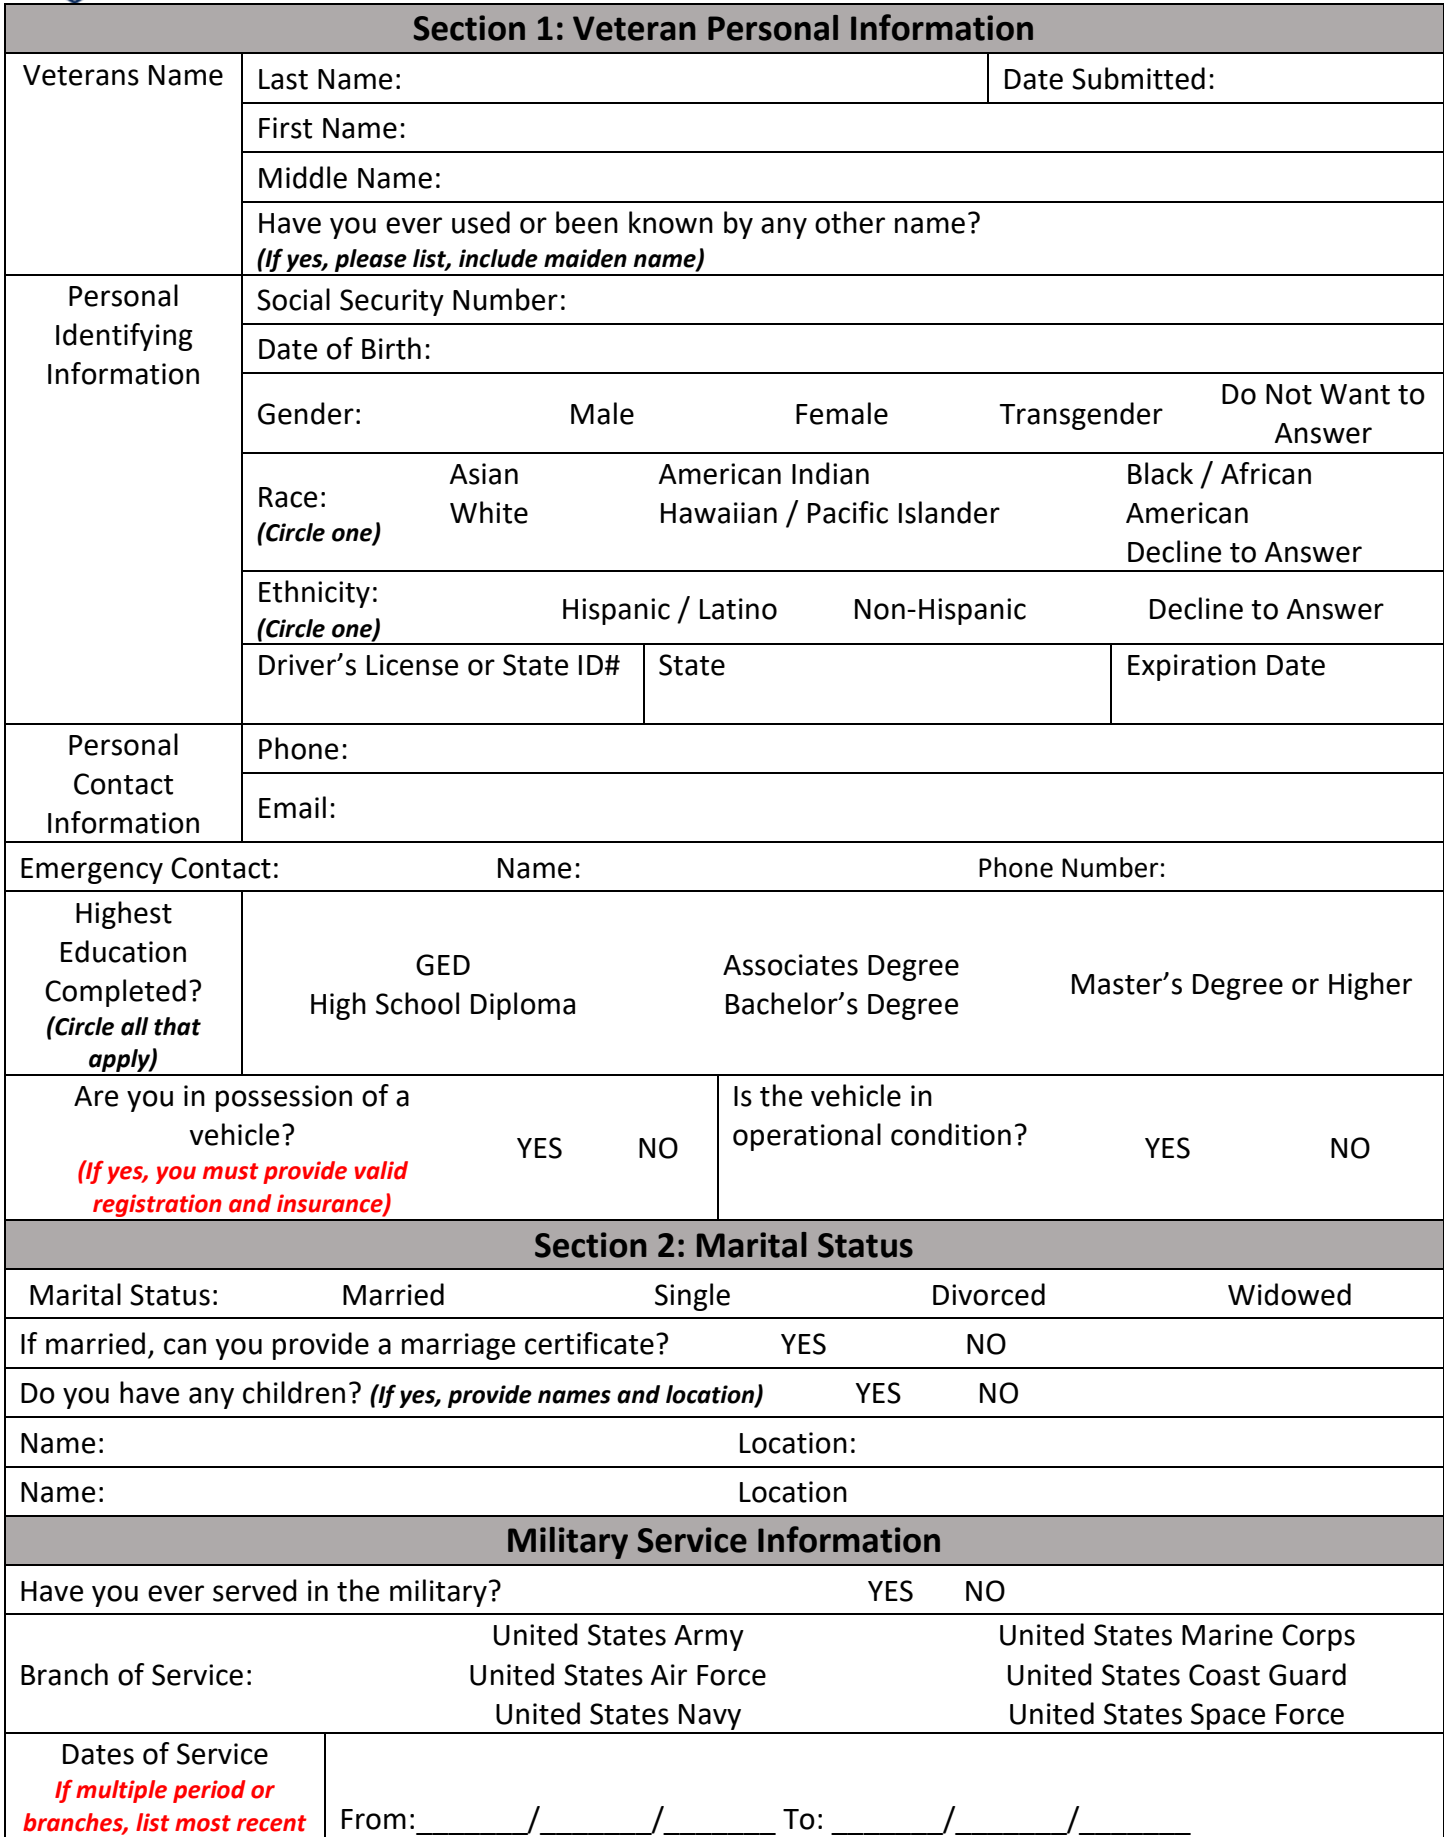 Section 1: Veteran Personal Information
Veterans Name
Last Name:
Date Submitted:
First Name:
Middle Name:
Have you ever used or been known by any other name?
(If yes, please list, include maiden name)
Personal
Identifying
Information
Social Security Number:
Date of Birth:
Gender: Male Female Transgender Do Not Want to
Answer
Race:
(Circle one)
Asian
White
American Indian
Hawaiian / Pacific Islander
Black / African
American
Decline to Answer
Ethnicity:
(Circle one)
Hispanic / Latino Non-Hispanic Decline to Answer
Driver’s License or State ID#
State
Expiration Date
Personal
Contact
Information
Phone:
Email:
Emergency Contact: Name: Phone Number:
Highest
Education
Completed?
(Circle all that
apply)
GED
High School Diploma
Associates Degree
Bachelor’s Degree
Master’s Degree or Higher
Are you in possession of a
vehicle?
(If yes, you must provide valid
registration and insurance)
YES NO
Is the vehicle in
operational condition?
YES NO
Section 2: Marital Status
Marital Status: Married Single Divorced Widowed
If married, can you provide a marriage certificate? YES NO
Do you have any children? (If yes, provide names and location) YES NO
Name: Location:
Name: Location
Military Service Information
Have you ever served in the military? YES NO
Branch of Service:
United States Army
United States Air Force
United States Navy
United States Marine Corps
United States Coast Guard
United States Space Force
Dates of Service
If multiple period or
branches, list most recent
From:_______/_______/_______ To: _______/_______/_______